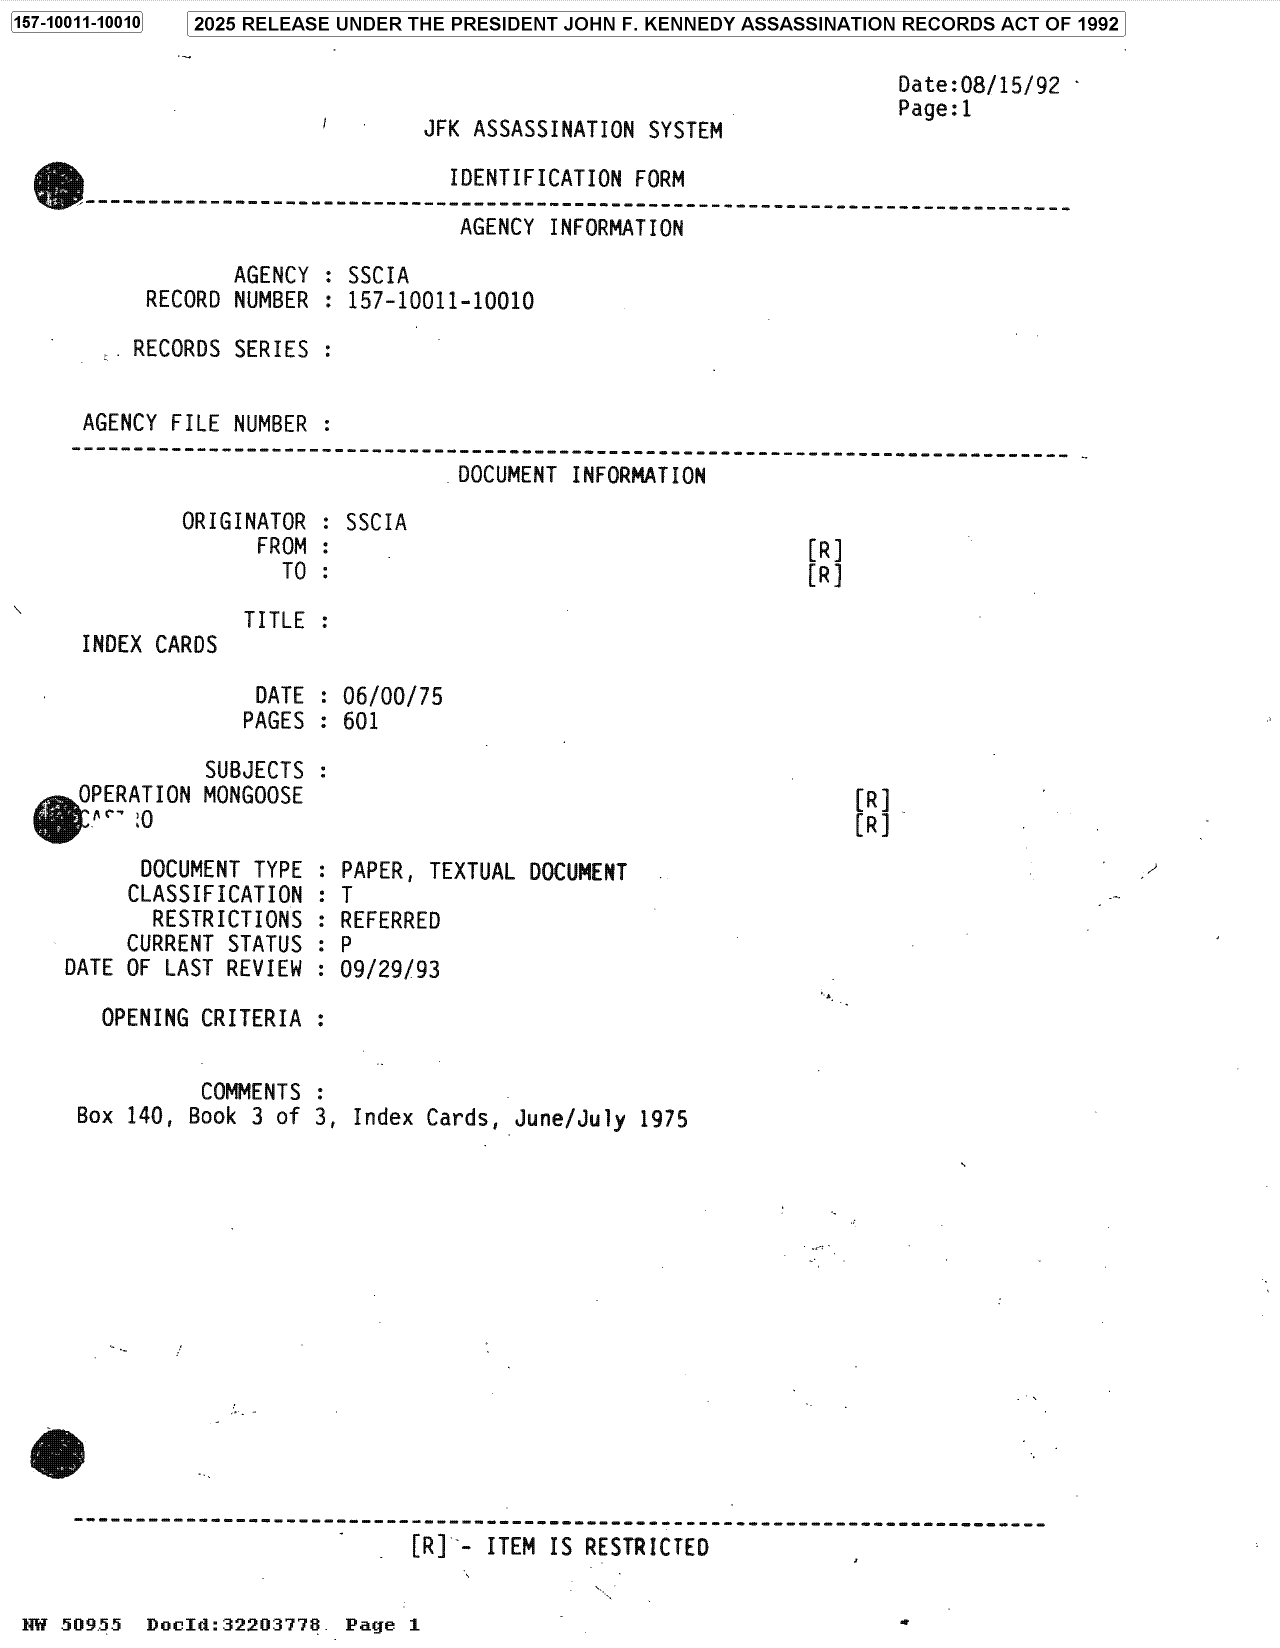 157-10011-10010
2025 RELEASE UNDER THE PRESIDENT JOHN F. KENNEDY ASSASSINATION RECORDS ACT OF 1992
Date:08/15/92
Page:1
JFK ASSASSINATION SYSTEM
IDENTIFICATION FORM
AGENCY INFORMATION
AGENCY : SSCIA
RECORD NUMBER : 157-10011-10010
RECORDS SERIES :
AGENCY FILE NUMBER :
DOCUMENT INFORMATION
ORIGINATOR : SSCIA
FROM : [R]
TO : [R]
TITLE :
INDEX CARDS
DATE : 06/00/75
PAGES : 601
SUBJECTS :
OPERATION MONGOOSE [R]
[R]
DOCUMENT TYPE : PAPER, TEXTUAL DOCUMENT
CLASSIFICATION : T
RESTRICTIONS : REFERRED
CURRENT STATUS : P
DATE OF LAST REVIEW : 09/29/93
OPENING CRITERIA :
COMMENTS :
Box 140, Book 3 of 3, Index Cards, June/July 1975
[R] - ITEM IS RESTRICTED
NW 50955 DocId:32203778 Page 1